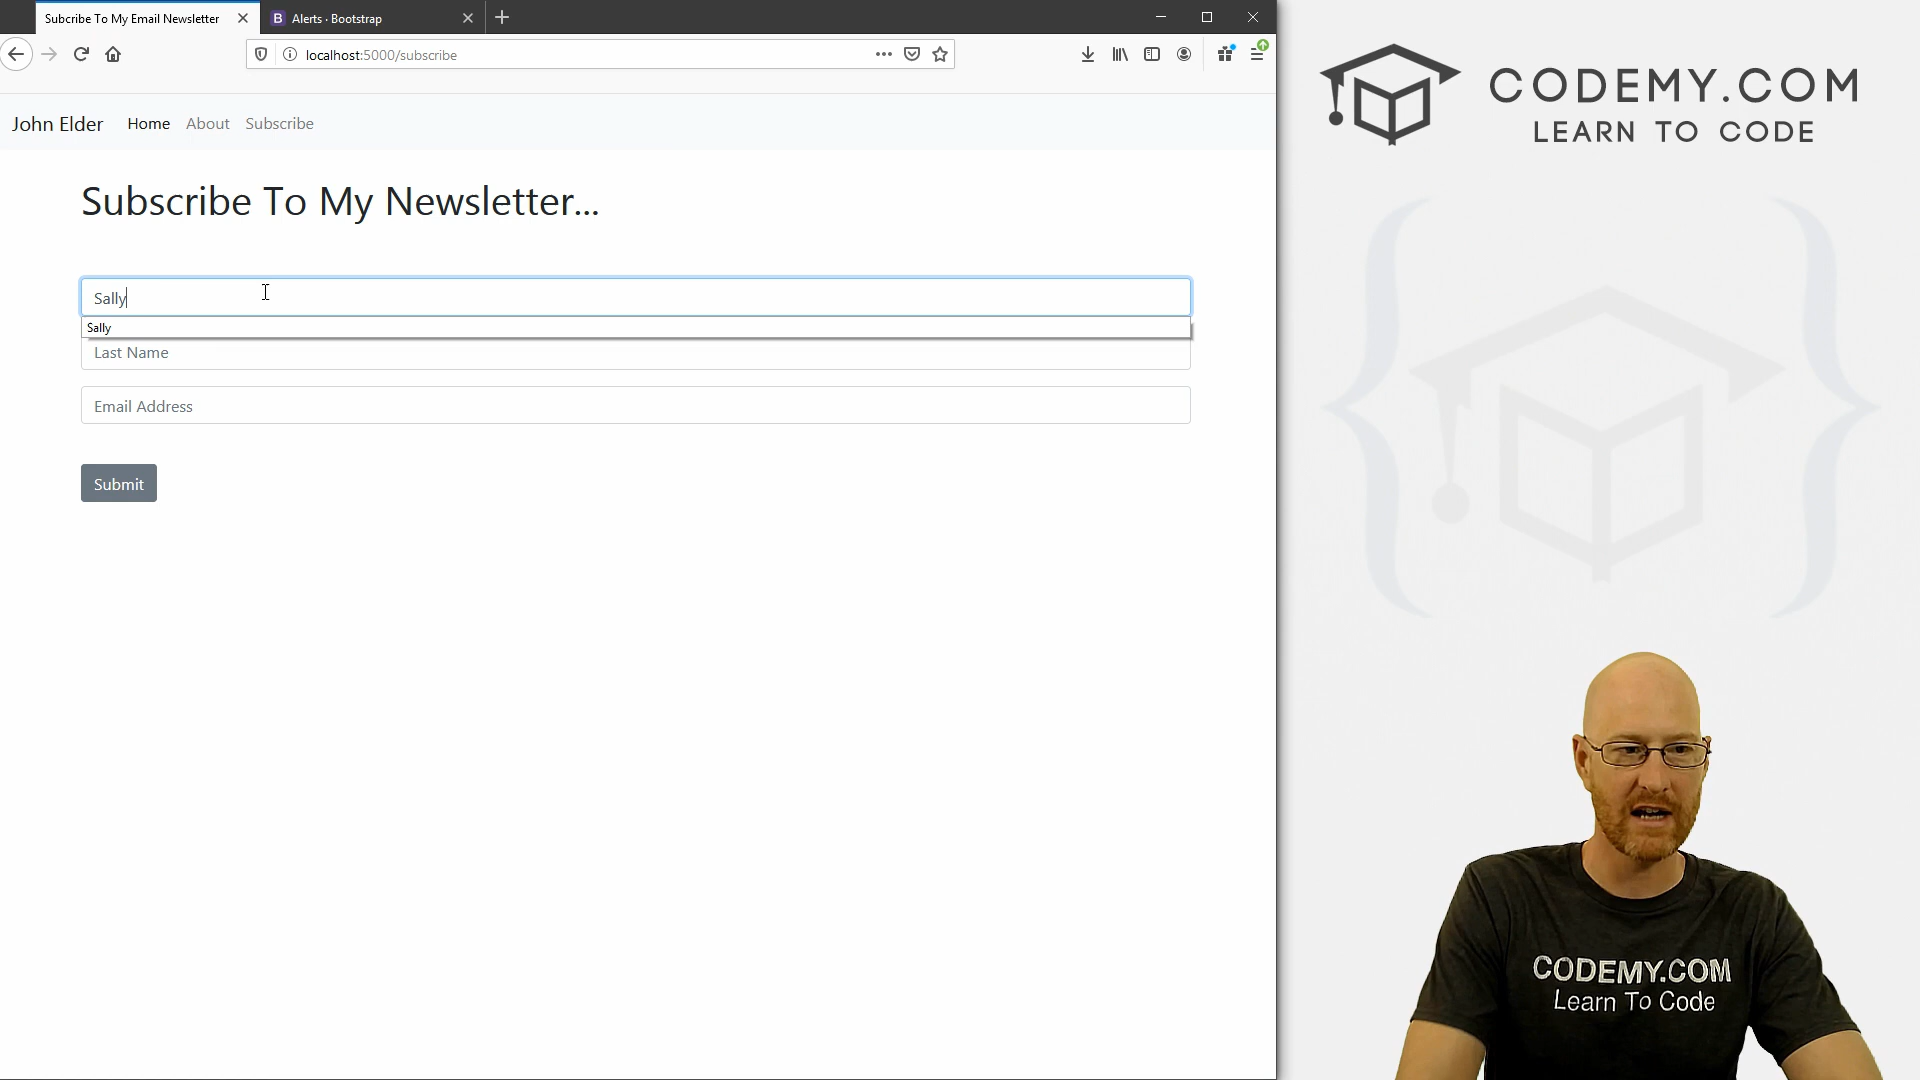 Subcribe To My Email Newsletter
B Alerts · Bootstrap
localhost:5000/subscribe
John Elder Home About Subscribe
Subscribe To My Newsletter...
Sally
Sally
Last Name
Email Address
Submit
CODEMY.COM
LEARN TO CODE
CODEMY.COM
Learn To Code